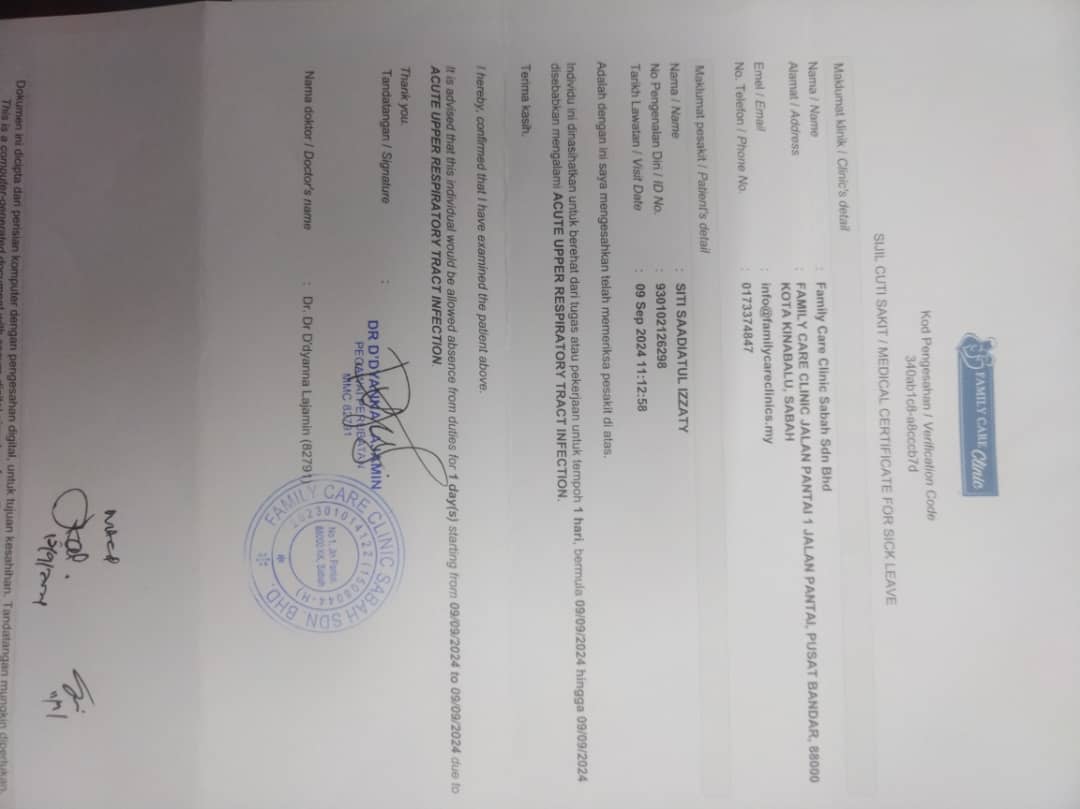 FAMILY CARE Clinic
Kod Pengesahan / Verification Code
340ab1c8-a8cccb7d
SIJIL CUTI SAKIT / MEDICAL CERTIFICATE FOR SICK LEAVE
Maklumat klinik / Clinic's detail
Nama / Name : Family Care Clinic Sabah Sdn Bhd
Alamat / Address : FAMILY CARE CLINIC JALAN PANTAI 1 JALAN PANTAI, PUSAT BANDAR, 88000
KOTA KINABALU, SABAH
Emel / Email : info@familycareclinics.my
No. Telefon / Phone No. : 0173374847
Maklumat pesakit / Patient's detail
Nama / Name : SITI SAADIATUL IZZATY
No Pengenalan Diri / ID No. : 930102126298
Tarikh Lawatan / Visit Date : 09 Sep 2024 11:12:58
Adalah dengan ini saya mengesahkan telah memeriksa pesakit di atas.
Individu ini dinasihatkan untuk berehat dari tugas atau pekerjaan untuk tempoh 1 hari, bermula 09/09/2024 hingga 09/09/2024
disebabkan mengalami ACUTE UPPER RESPIRATORY TRACT INFECTION.
Terima kasih.
I hereby, confirmed that I have examined the patient above.
It is advised that this individual would be allowed absence from duties for 1 day(s) starting from 09/09/2024 to 09/09/2024 due to
ACUTE UPPER RESPIRATORY TRACT INFECTION.
Thank you.
Tandatangan / Signature :
DR D'DYANNA LAJAMIN
PEGAWAI PERUBATAN
MMC 82791
FAMILY CARE CLINIC SABAH SDN BHD.
202301014122 (1508044-H)
No 1, Jn Pantai,
88000 KK, Sabah
Nama doktor / Doctor's name : Dr. Dr D'dyanna Lajamin (82791)
Dokumen ini dicipta dari perisian komputer dengan pengesahan digital, untuk tujuan kesahihan. Tandatangan mungkin diperlukan.
This is a computer-generated document with